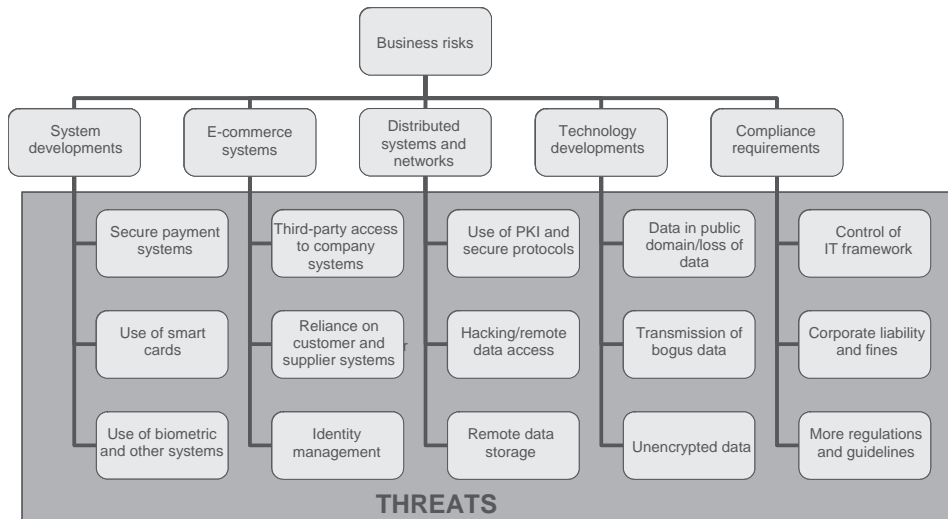 Business risks
System
developments
E-commerce
systems
Distributed
systems and
networks
Technology
developments
Compliance
requirements
Secure payment
systems
Third-party access
to company
systems
Use of PKI and
secure protocols
Data in public
domain/loss of
data
Control of
IT framework
Use of smart
cards
Reliance on
customer and
supplier systems
r
Hacking/remote
data access
Transmission of
bogus data
Corporate liability
and fines
Use of biometric
and other systems
Identity
management
Remote data
storage
Unencrypted data
More regulations
and guidelines
THREATS